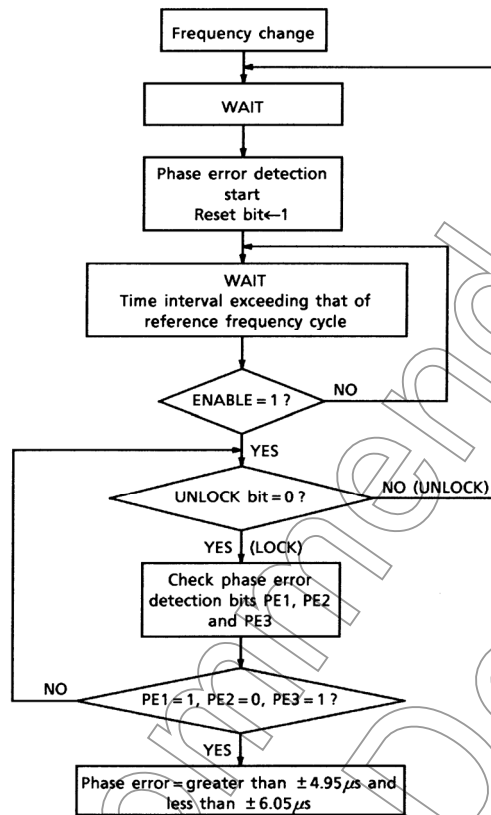 Frequency change
WAIT
Phase error detection
start
Reset bit←1
WAIT
Time interval exceeding that of
reference frequency cycle
ENABLE = 1 ?
NO
YES
UNLOCK bit = 0 ?
NO (UNLOCK)
YES (LOCK)
Check phase error
detection bits PE1, PE2
and PE3
NO
PE1 = 1, PE2 = 0, PE3 = 1 ?
YES
Phase error = greater than ±4.95μs and
less than ±6.05μs